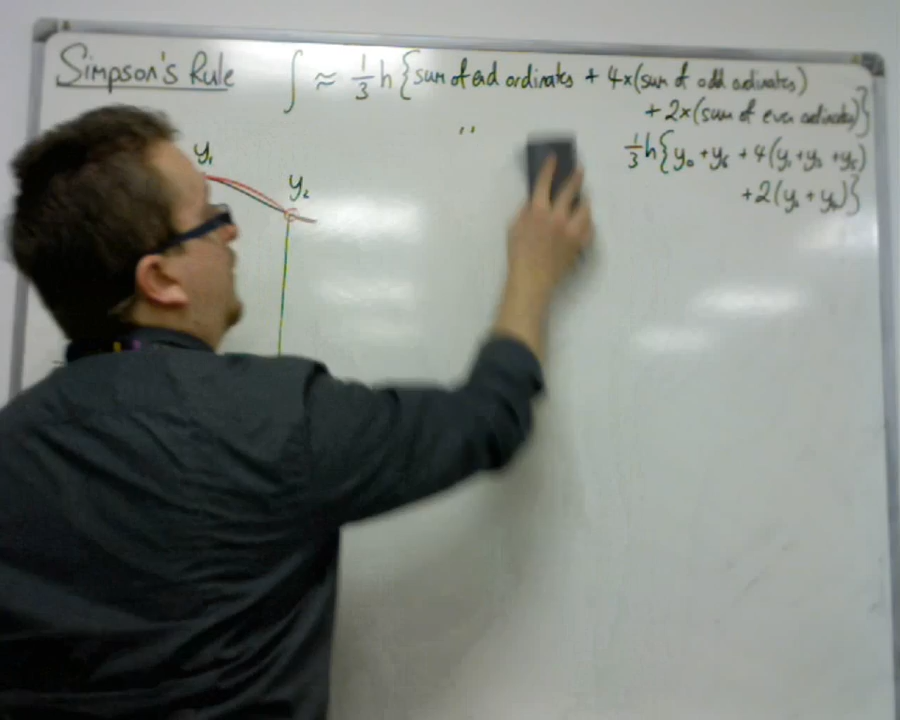 Simpson's Rule ∫ ≈ 1/3 h { sum of end ordinates + 4×(sum of odd ordinates)
+ 2×(sum of even ordinates) }
1/3 h { y₀ + y₆ + 4(y₁ + y₃ + y₅)
+ 2(y₂ + y₄) }
y₁
y₂